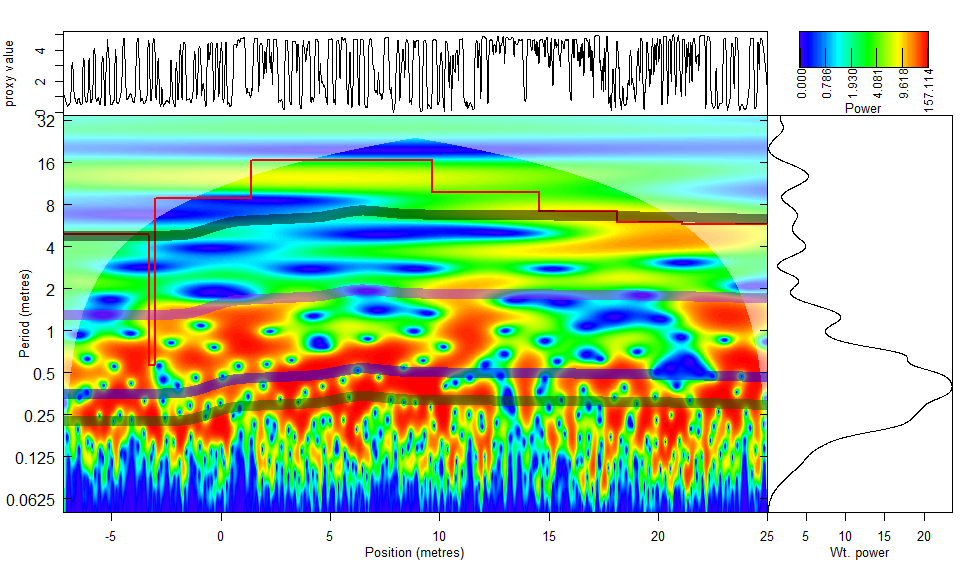 proxy value
0 2 4
0.000 0.786 1.930 4.081 9.618 157.114
Power
Period (metres)
32
16
8
4
2
1
0.5
0.25
0.125
0.0625
-5 0 5 10 15 20 25
Position (metres)
5 10 15 20
Wt. power